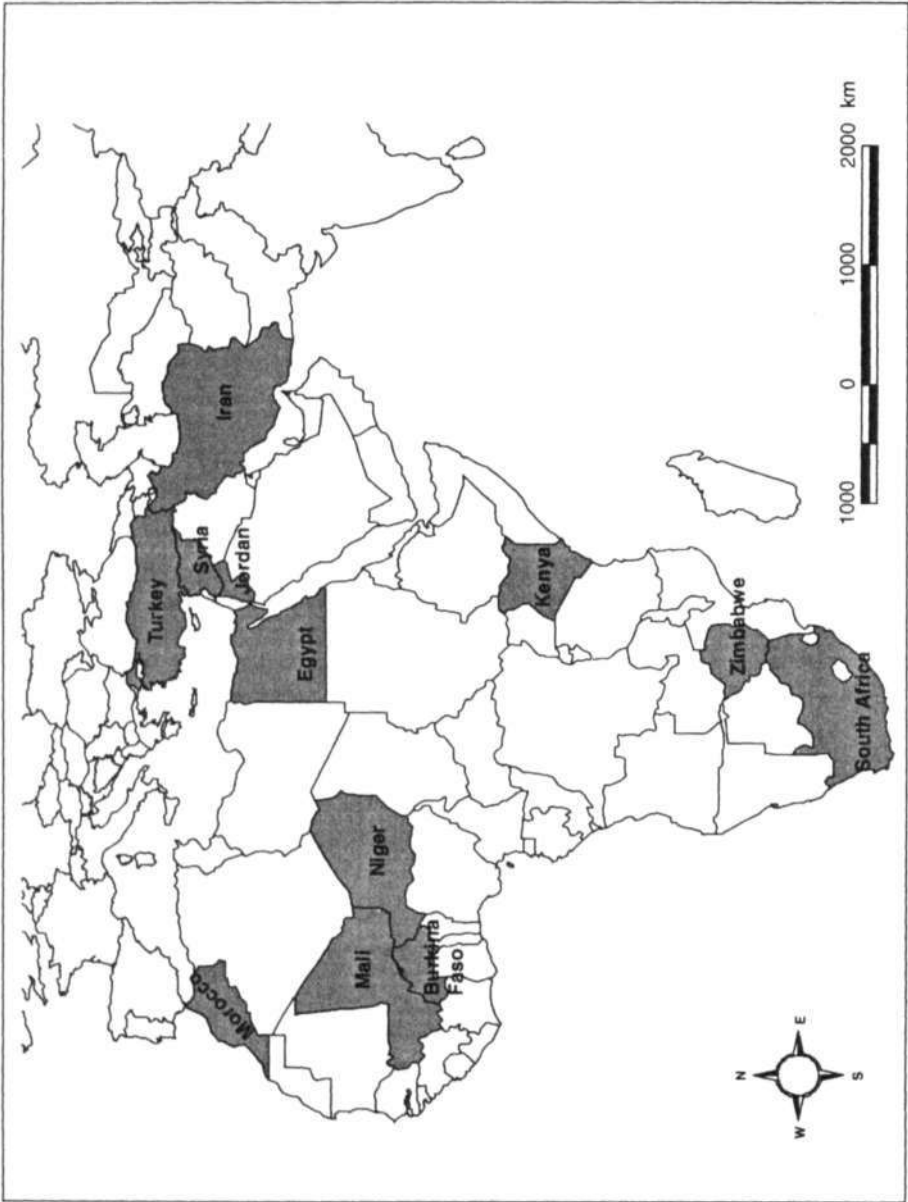 Turkey
Iran
Syria
Jordan
Morocco
Egypt
Niger
Mali
Burkina
Faso
Kenya
Zimbabwe
South Africa
N
W
E
S
1000
0
1000
2000
km